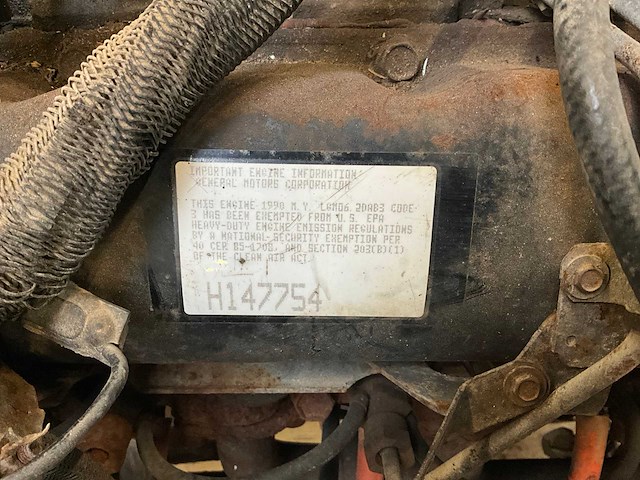 IMPORTANT ENGINE INFORMATION
GENERAL MOTORS CORPORATION
THIS ENGINE 1990 M.Y. CODE
3 HAS BEEN EXEMPTED FROM U.S. EPA
HEAVY-DUTY ENGINE EMISSION REGULATIONS
BY A NATIONAL SECURITY EXEMPTION PER
40 CFR 85-1708, AND SECTION 203(B)(1)
OF THE CLEAN AIR ACT.
H147754